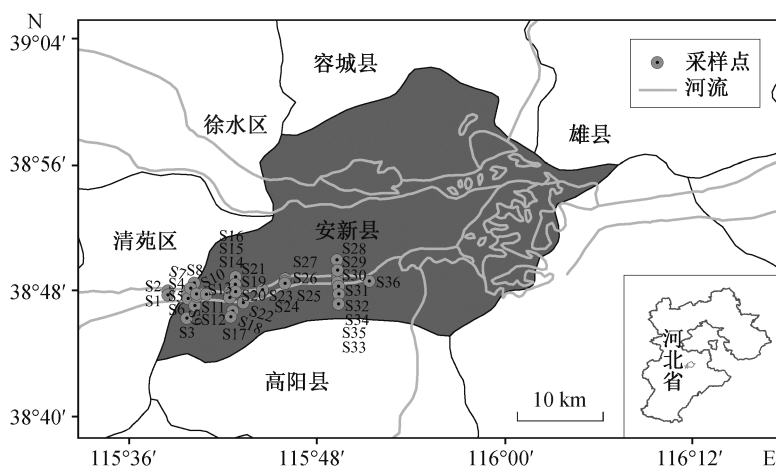 N
39°04′
38°56′
38°48′
38°40′
容城县
徐水区
雄县
清苑区
安新县
高阳县
采样点
河流
S16
S15
S14
S28
S29
S30
S31
S32
S34
S35
S33
S27
S26
S36
S21
S19
S20
S23
S25
S24
S22
S18
S17
S7
S8
S2
S4
S10
S13
S1
S5
S6
S11
S12
S3
河北省
10 km
115°36′
115°48′
116°00′
116°12′
E